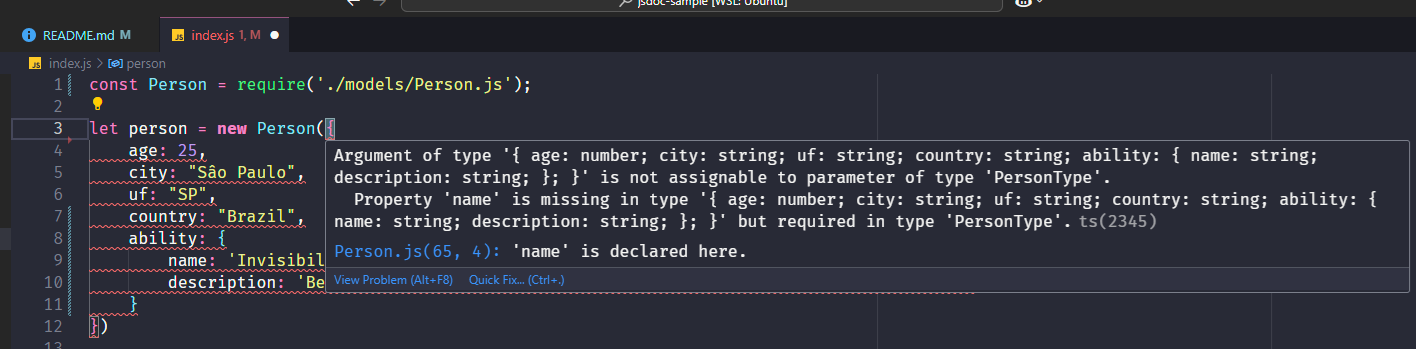 jsdoc-sample [WSL: Ubuntu]
README.md M
JS index.js 1, M
JS index.js > person
1 const Person = require('./models/Person.js');
2
3 let person = new Person({
4 age: 25,
5 city: "Sâo Paulo",
6 uf: "SP",
7 country: "Brazil",
8 ability: {
9 name: 'Invisibil
10 description: 'Be
11 }
12 })
13
Argument of type '{ age: number; city: string; uf: string; country: string; ability: { name: string;
description: string; }; }' is not assignable to parameter of type 'PersonType'.
Property 'name' is missing in type '{ age: number; city: string; uf: string; country: string; ability: {
name: string; description: string; }; }' but required in type 'PersonType'. ts(2345)
Person.js(65, 4): 'name' is declared here.
View Problem (Alt+F8) Quick Fix... (Ctrl+.)